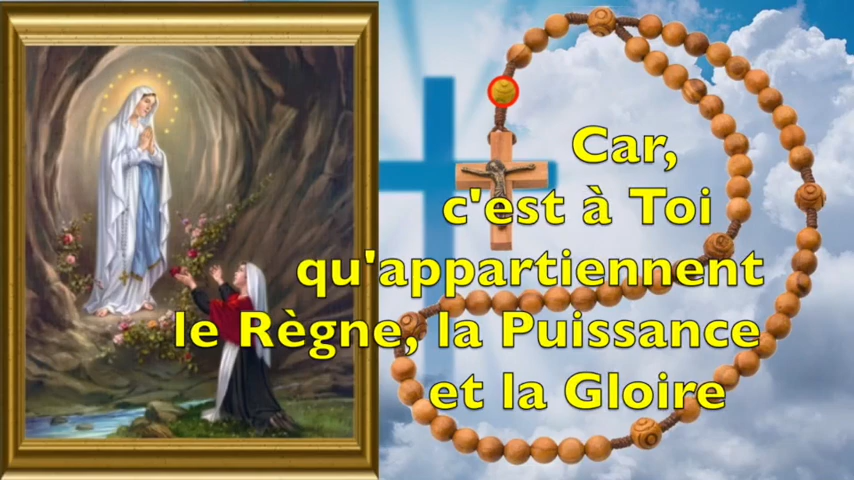 Car,
c'est à Toi
qu'appartiennent
le Règne, la Puissance
et la Gloire